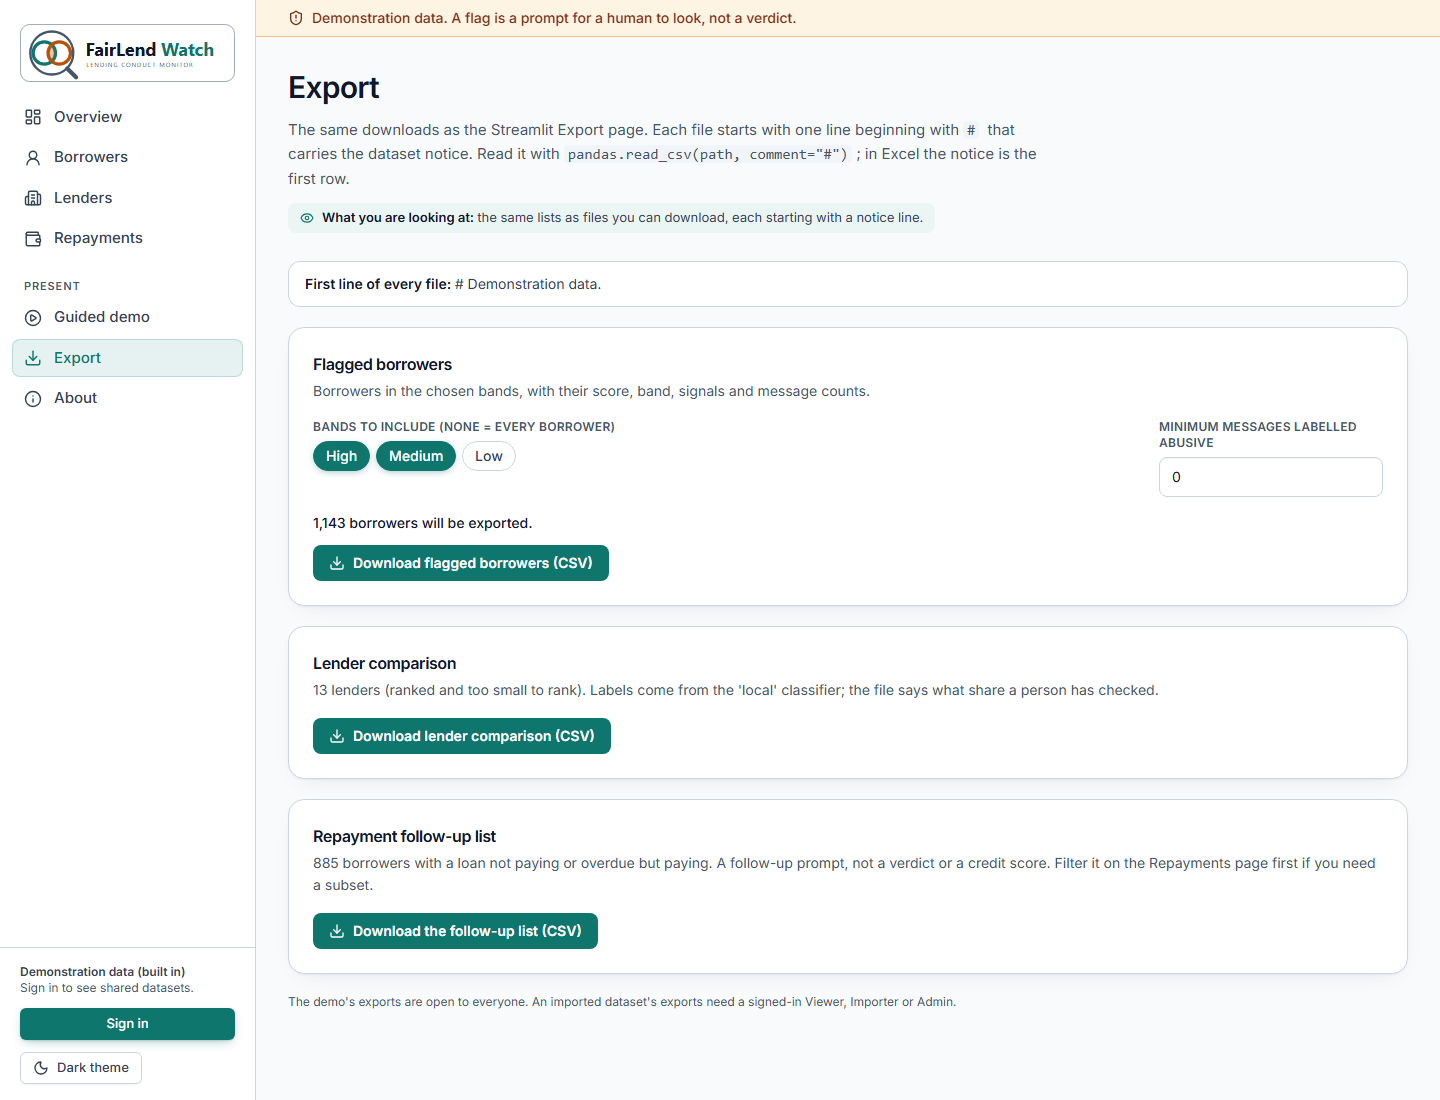 Demonstration data. A flag is a prompt for a human to look, not a verdict.
FairLend Watch
LENDING CONDUCT MONITOR
Overview
Borrowers
Lenders
Repayments
PRESENT
Guided demo
Export
About
Demonstration data (built in)
Sign in to see shared datasets.
Sign in
Dark theme
Export
The same downloads as the Streamlit Export page. Each file starts with one line beginning with # that
carries the dataset notice. Read it with pandas.read_csv(path, comment="#") ; in Excel the notice is the
first row.
What you are looking at: the same lists as files you can download, each starting with a notice line.
First line of every file: # Demonstration data.
Flagged borrowers
Borrowers in the chosen bands, with their score, band, signals and message counts.
BANDS TO INCLUDE (NONE = EVERY BORROWER)
High Medium Low
MINIMUM MESSAGES LABELLED
ABUSIVE
0
1,143 borrowers will be exported.
Download flagged borrowers (CSV)
Lender comparison
13 lenders (ranked and too small to rank). Labels come from the 'local' classifier; the file says what share a person has checked.
Download lender comparison (CSV)
Repayment follow-up list
885 borrowers with a loan not paying or overdue but paying. A follow-up prompt, not a verdict or a credit score. Filter it on the Repayments page first if you need
a subset.
Download the follow-up list (CSV)
The demo's exports are open to everyone. An imported dataset's exports need a signed-in Viewer, Importer or Admin.